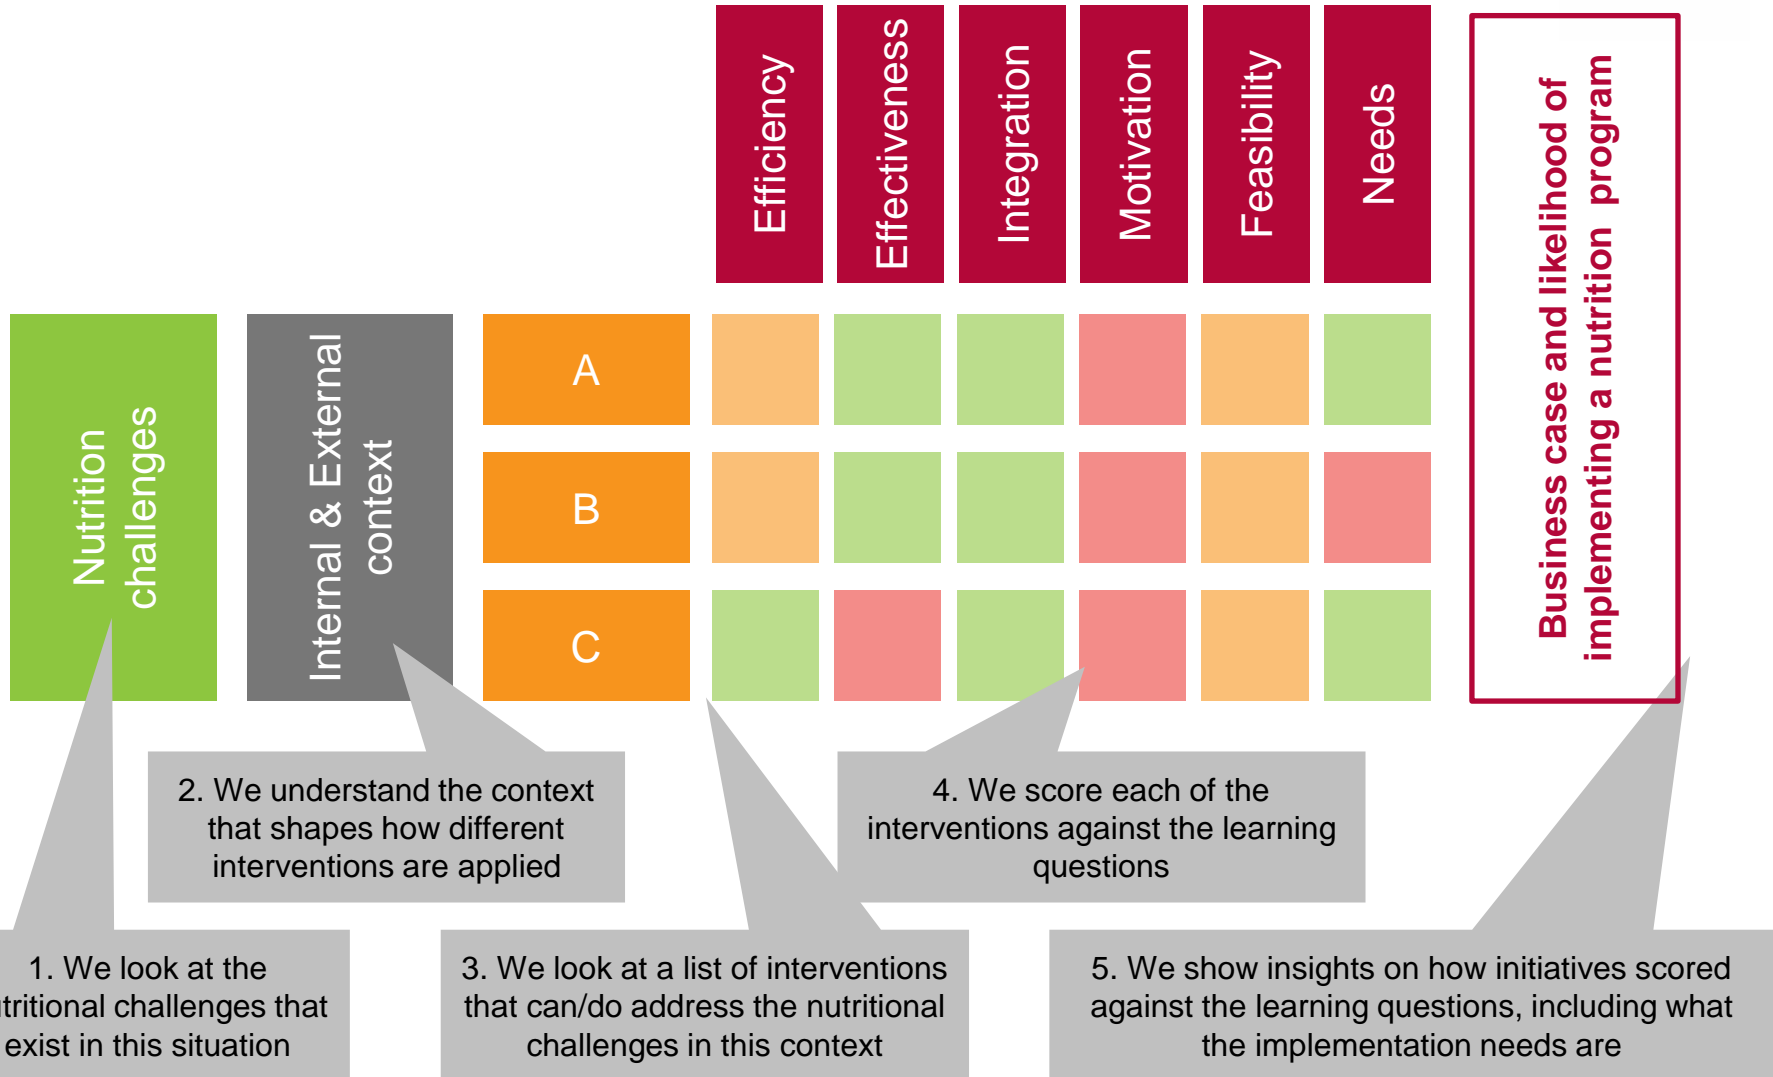 Efficiency
Effectiveness
Integration
Motivation
Feasibility
Needs
Business case and likelihood of
implementing a nutrition program
Nutrition
challenges
Internal & External
context
A
B
C
2. We understand the context
that shapes how different
interventions are applied
4. We score each of the
interventions against the learning
questions
1. We look at the
utritional challenges that
exist in this situation
3. We look at a list of interventions
that can/do address the nutritional
challenges in this context
5. We show insights on how initiatives scored
against the learning questions, including what
the implementation needs are